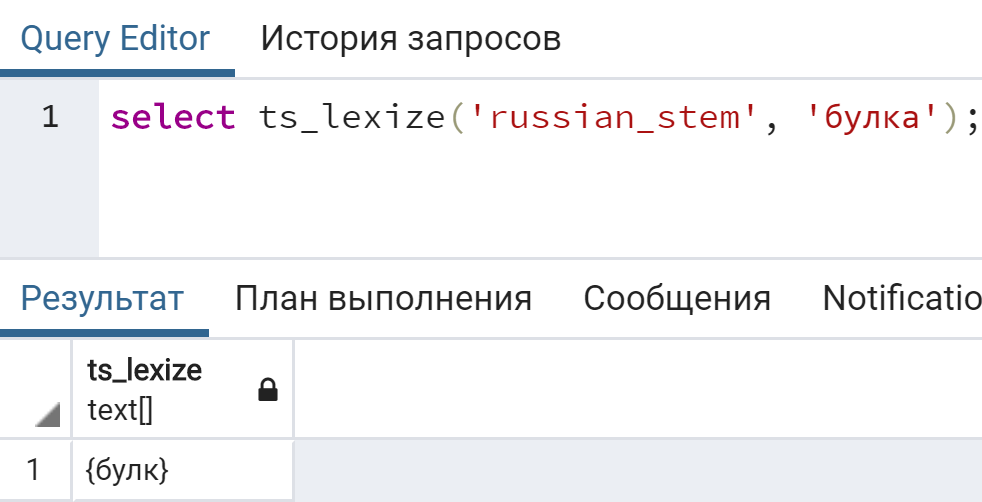 Query Editor История запросов
1 select ts_lexize('russian_stem', 'булка');
Результат План выполнения Сообщения Notificatio
ts_lexize
text[]
1 {булк}